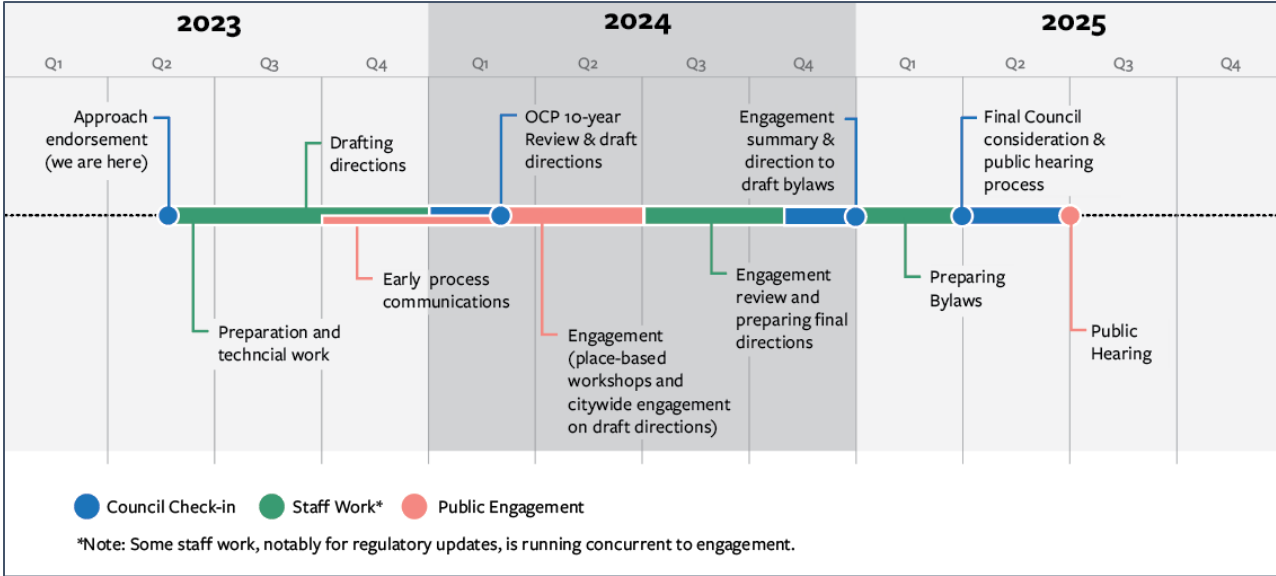 2023
2024
2025
Q1
Q2
Q3
Q4
Q1
Q2
Q3
Q4
Q1
Q2
Q3
Q4
Approach
endorsement
(we are here)
Drafting
directions
OCP 10-year
Review & draft
directions
Engagement
summary &
direction to
draft bylaws
Final Council
consideration &
public hearing
process
Preparation and
techncial work
Early process
communications
Engagement
(place-based
workshops and
citywide engagement
on draft directions)
Engagement
review and
preparing final
directions
Preparing
Bylaws
Public
Hearing
Council Check-in
Staff Work*
Public Engagement
*Note: Some staff work, notably for regulatory updates, is running concurrent to engagement.